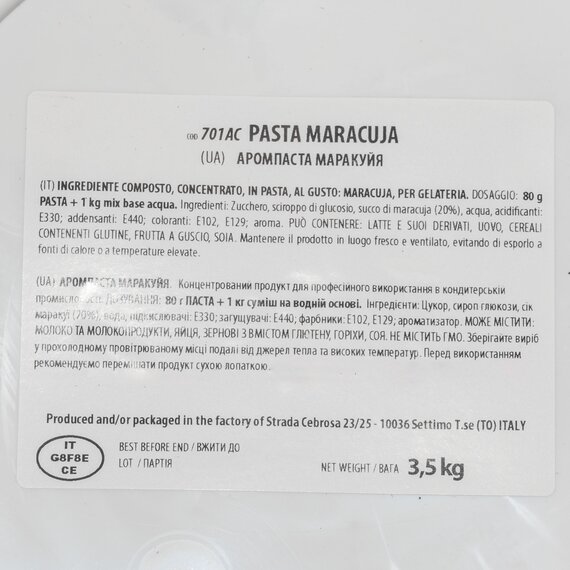 COD 701AC PASTA MARACUJA
(UA) АРОМПАСТА МАРАКУЙЯ
(IT) INGREDIENTE COMPOSTO, CONCENTRATO, IN PASTA, AL GUSTO: MARACUJA, PER GELATERIA. DOSAGGIO: 80 g
PASTA + 1 kg mix base acqua. Ingredienti: Zucchero, sciroppo di glucosio, succo di maracuja (20%), acqua, acidificanti:
E330; addensanti: E440; coloranti: E102, E129; aroma. PUÒ CONTENERE: LATTE E SUOI DERIVATI, UOVO, CEREALI
CONTENENTI GLUTINE, FRUTTA A GUSCIO, SOIA. Mantenere il prodotto in luogo fresco e ventilato, evitando di esporlo a
fonti di calore o a temperature elevate.
(UA) АРОМПАСТА МАРАКУЙЯ. Концентрований продукт для професійного використання в кондитерській
промисловості. ДОЗУВАННЯ: 80 г ПАСТА + 1 кг суміш на водній основі. Інгредієнти: Цукор, сироп глюкози, сік
маракуї (20%), вода, підкислювачі: E330; загущувачі: E440; фарбники: E102, E129; ароматизатор. МОЖЕ МІСТИТИ:
МОЛОКО ТА МОЛОКОПРОДУКТИ, ЯЙЦЯ, ЗЕРНОВІ З ВМІСТОМ ГЛЮТЕНУ, ГОРІХИ, СОЯ. НЕ МІСТИТЬ ГМО. Зберігати виріб
у прохолодному провітрюваному місці подалі від джерел тепла та високих температур. Перед використанням
рекомендуємо перемішати продукт сухою лопаткою.
Produced and/or packaged in the factory of Strada Cebrosa 23/25 - 10036 Settimo T.se (TO) ITALY
IT
G8F8E
CE
BEST BEFORE END / ВЖИТИ ДО
LOT / ПАРТІЯ
NET WEIGHT / ВАГА 3,5 kg